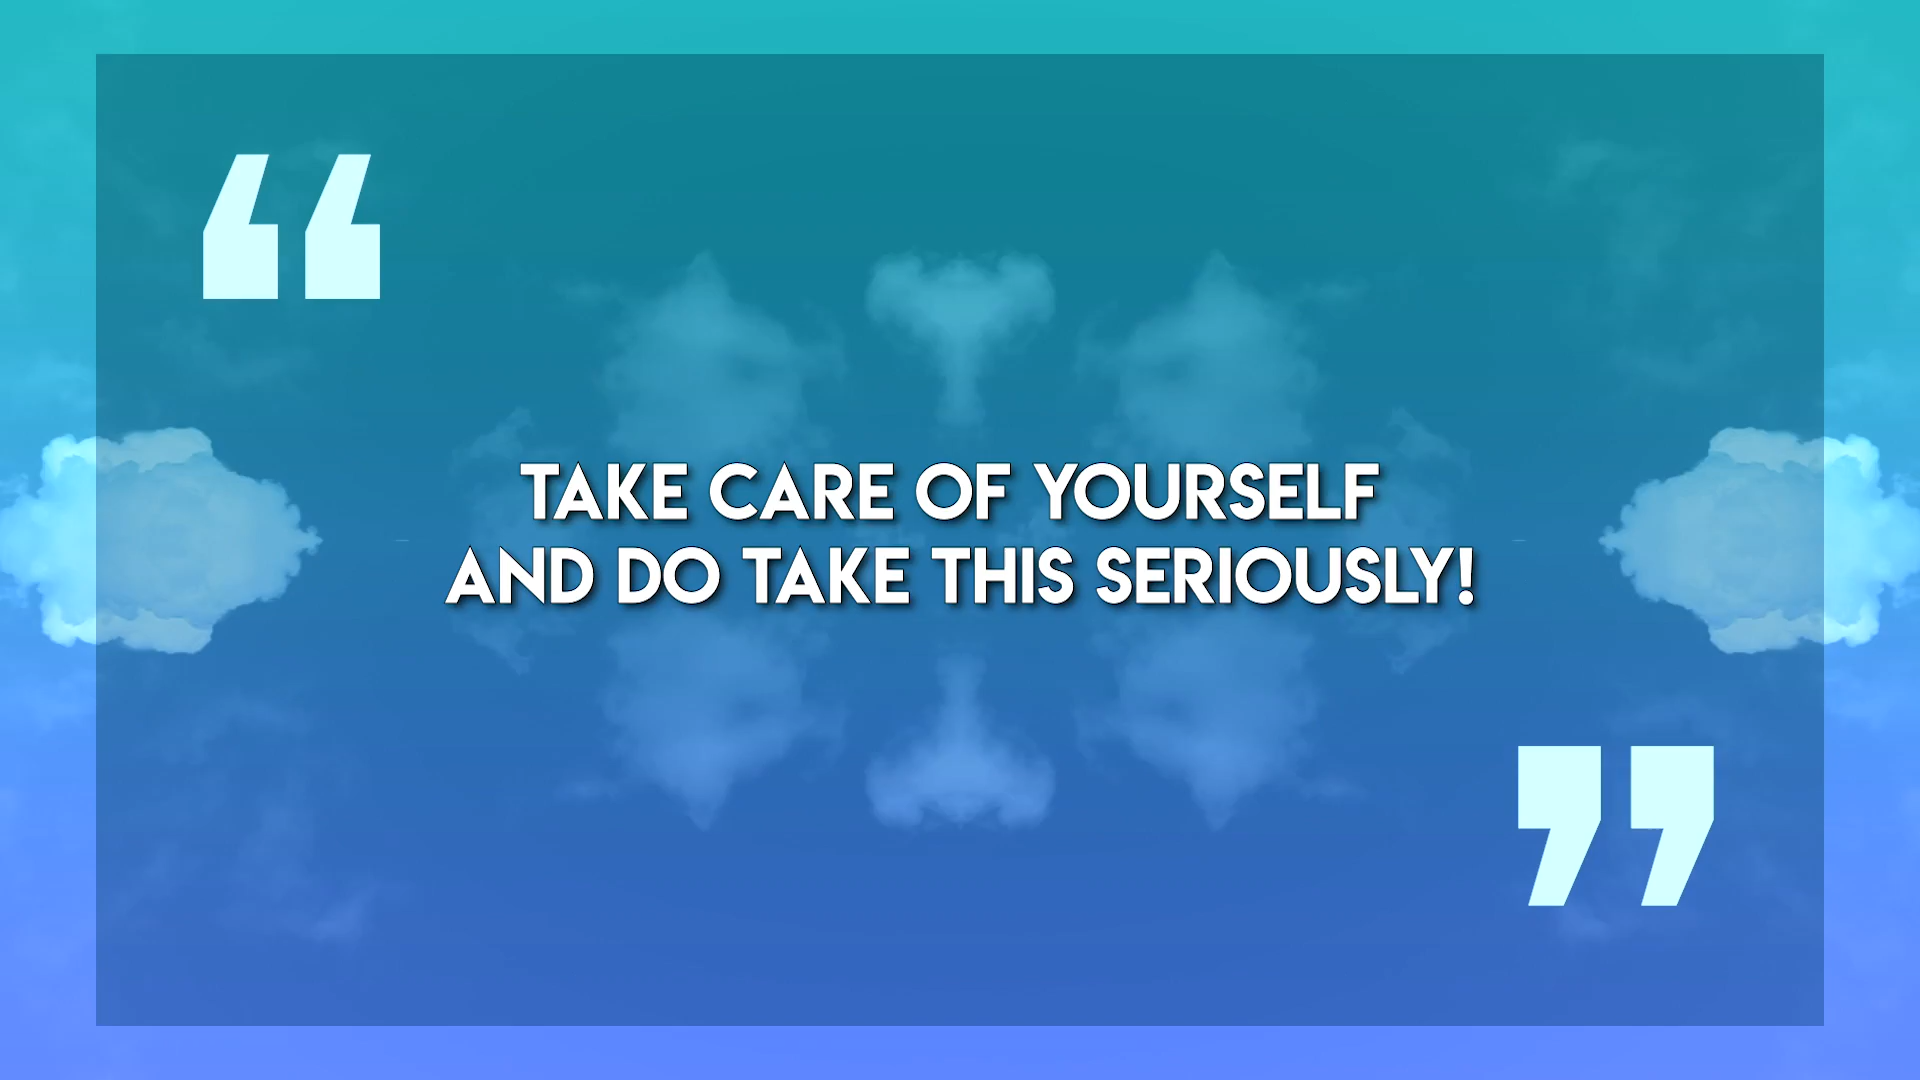 “
TAKE CARE OF YOURSELF
AND DO TAKE THIS SERIOUSLY!
”